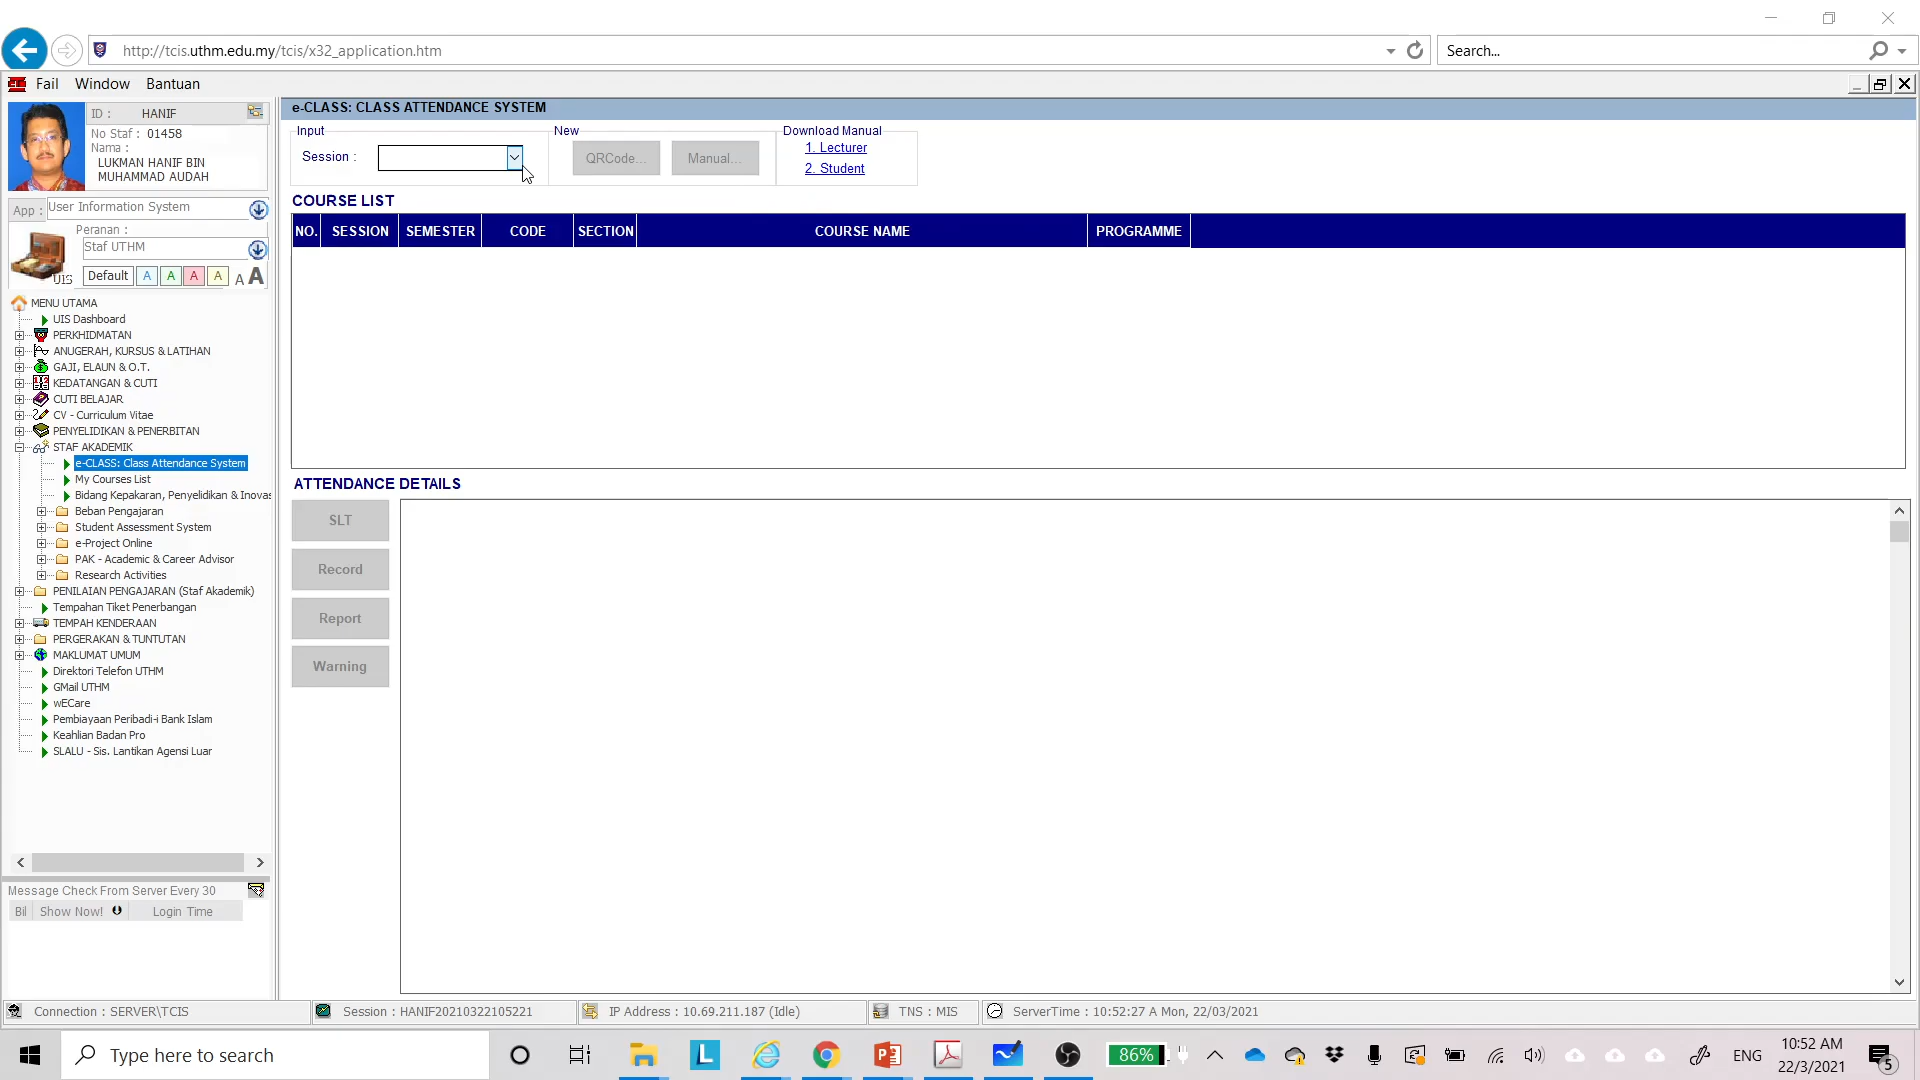 http://tcis.uthm.edu.my/tcis/x32_application.htm
Search...
Fail Window Bantuan
ID : HANIF
No Staf : 01458
Nama :
LUKMAN HANIF BIN
MUHAMMAD AUDAH
App : User Information System
Peranan :
Staf UTHM
UIS
Default A A A A A A
MENU UTAMA
UIS Dashboard
PERKHIDMATAN
ANUGERAH, KURSUS & LATIHAN
GAJI, ELAUN & O.T.
KEDATANGAN & CUTI
CUTI BELAJAR
CV - Curriculum Vitae
PENYELIDIKAN & PENERBITAN
STAF AKADEMIK
e-CLASS: Class Attendance System
My Courses List
Bidang Kepakaran, Penyelidikan & Inovas
Beban Pengajaran
Student Assessment System
e-Project Online
PAK - Academic & Career Advisor
Research Activities
PENILAIAN PENGAJARAN (Staf Akademik)
Tempahan Tiket Penerbangan
TEMPAH KENDERAAN
PERGERAKAN & TUNTUTAN
MAKLUMAT UMUM
Direktori Telefon UTHM
GMail UTHM
wECare
Pembiayaan Peribadi-i Bank Islam
Keahlian Badan Pro
SLALU - Sis. Lantikan Agensi Luar
Message Check From Server Every 30
Bil Show Now! Login Time
e-CLASS: CLASS ATTENDANCE SYSTEM
Input
Session :
New
QRCode... Manual...
Download Manual
1. Lecturer
2. Student
COURSE LIST
NO. SESSION SEMESTER CODE SECTION COURSE NAME PROGRAMME
ATTENDANCE DETAILS
SLT
Record
Report
Warning
Connection : SERVER\TCIS Session : HANIF20210322105221 IP Address : 10.69.211.187 (Idle) TNS : MIS ServerTime : 10:52:27 A Mon, 22/03/2021
Type here to search
L
86%
ENG
10:52 AM
22/3/2021
5